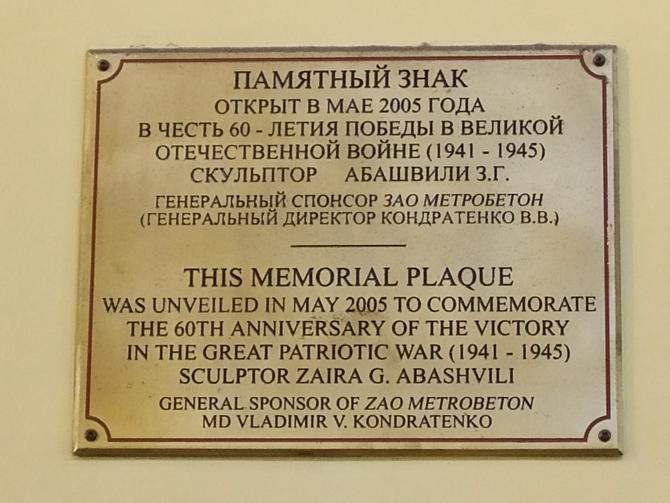 ПАМЯТНЫЙ ЗНАК
ОТКРЫТ В МАЕ 2005 ГОДА
В ЧЕСТЬ 60 - ЛЕТИЯ ПОБЕДЫ В ВЕЛИКОЙ
ОТЕЧЕСТВЕННОЙ ВОЙНЕ (1941 - 1945)
СКУЛЬПТОР АБАШВИЛИ З.Г.
ГЕНЕРАЛЬНЫЙ СПОНСОР ЗАО МЕТРОБЕТОН
(ГЕНЕРАЛЬНЫЙ ДИРЕКТОР КОНДРАТЕНКО В.В.)
THIS MEMORIAL PLAQUE
WAS UNVEILED IN MAY 2005 TO COMMEMORATE
THE 60TH ANNIVERSARY OF THE VICTORY
IN THE GREAT PATRIOTIC WAR (1941 - 1945)
SCULPTOR ZAIRA G. ABASHVILI
GENERAL SPONSOR OF ZAO METROBETON
MD VLADIMIR V. KONDRATENKO